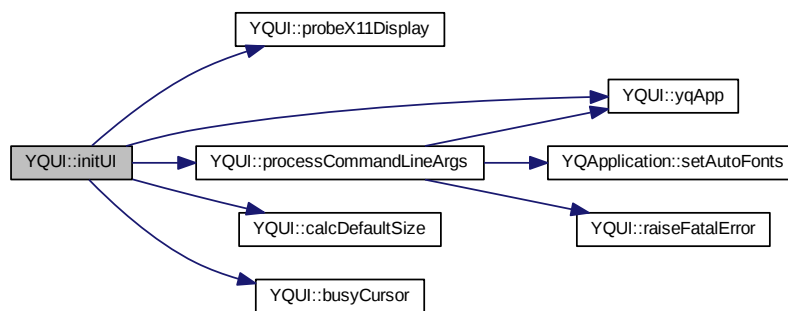 YQUI::probeX11Display
YQUI::yqApp
YQUI::initUI
YQUI::processCommandLineArgs
YQApplication::setAutoFonts
YQUI::calcDefaultSize
YQUI::raiseFatalError
YQUI::busyCursor